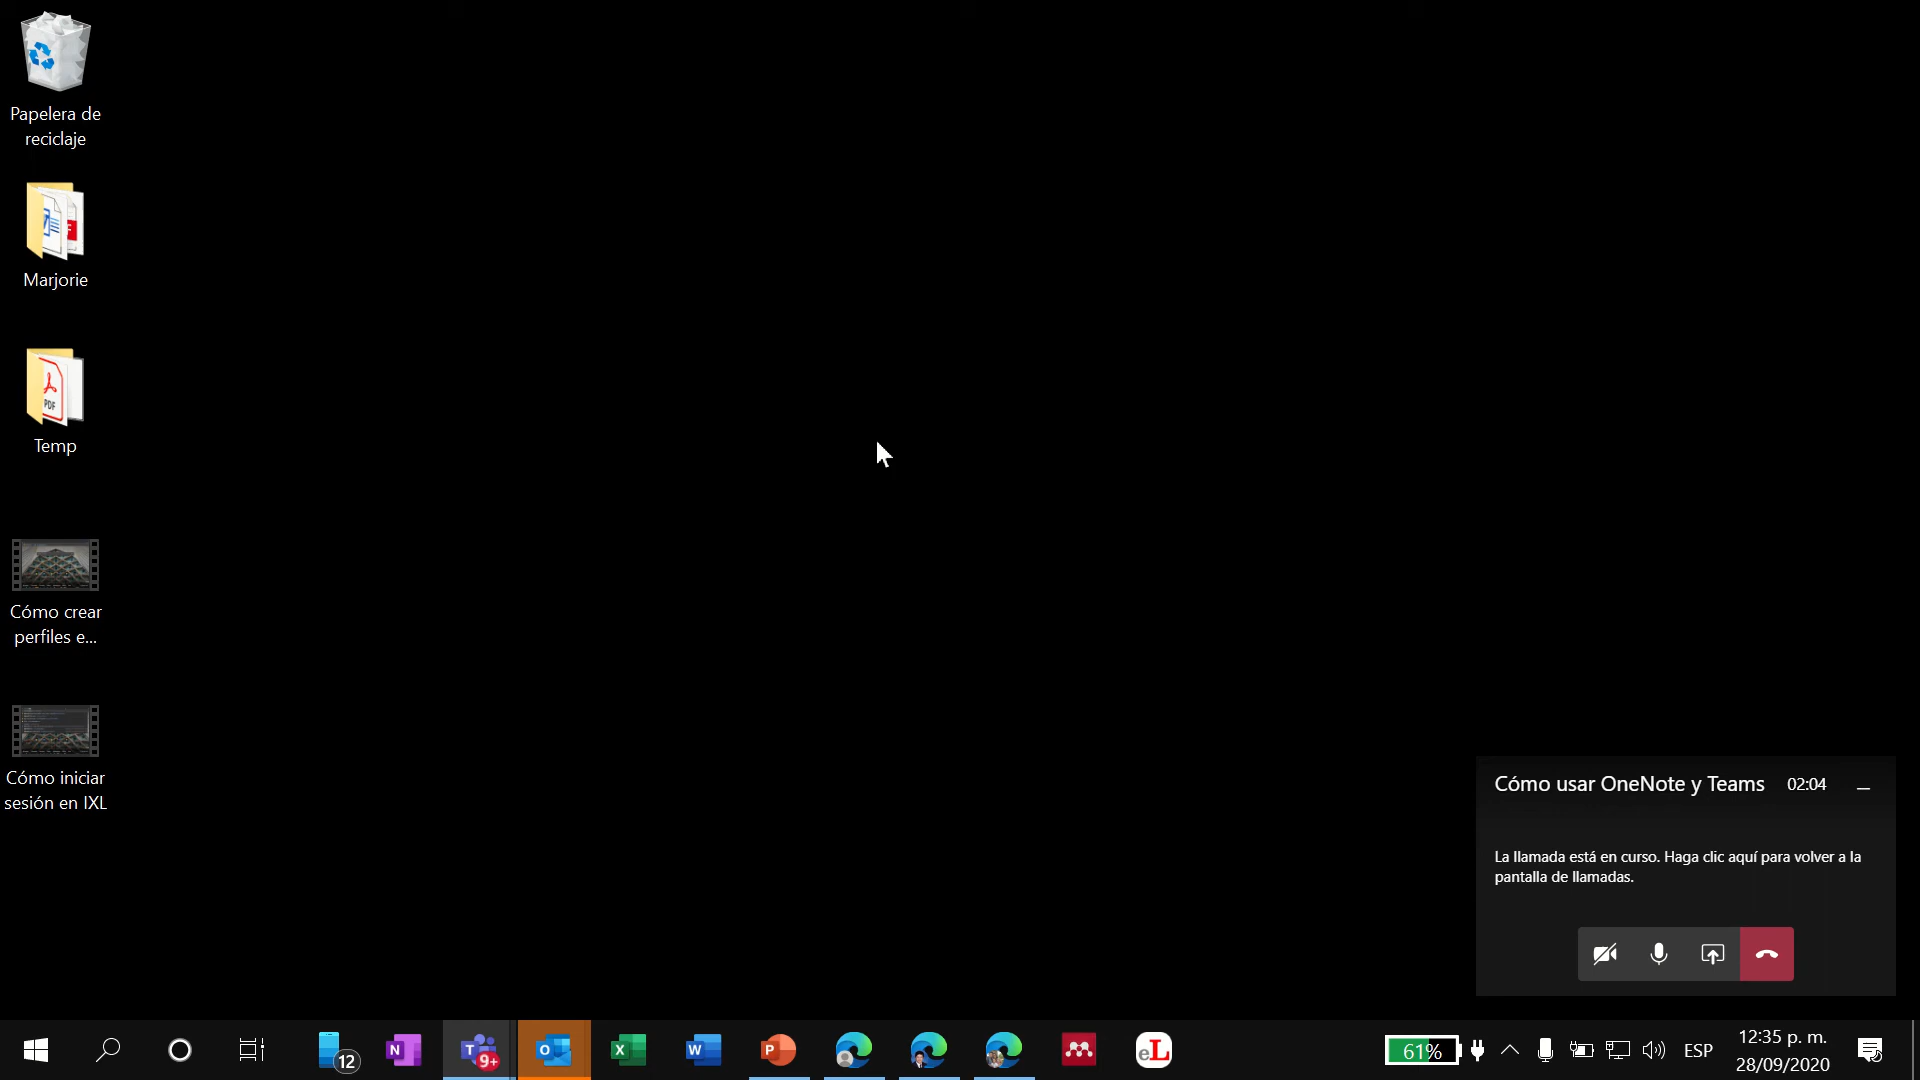 Papelera de
reciclaje
Marjorie
PDF
Temp
Cómo crear
perfiles e...
Cómo iniciar
sesión en IXL
Cómo usar OneNote y Teams 02:04
La llamada está en curso. Haga clic aquí para volver a la
pantalla de llamadas.
12
N
T
9+
O
X
W
P
eL
61%
ESP
12:35 p. m.
28/09/2020